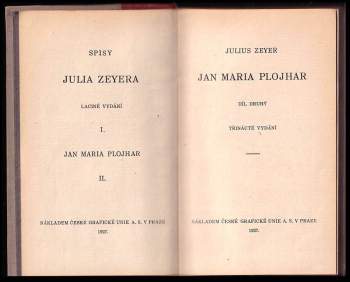 SPISY
JULIA ZEYERA
LACINÉ VYDÁNÍ
I.
JAN MARIA PLOJHAR
II.
NÁKLADEM ČESKÉ GRAFICKÉ UNIE A. S. V PRAZE
1927.
JULIUS ZEYER
JAN MARIA PLOJHAR
DÍL DRUHÝ
TŘINÁCTÉ VYDÁNÍ
NÁKLADEM ČESKÉ GRAFICKÉ UNIE A. S. V PRAZE
1927.